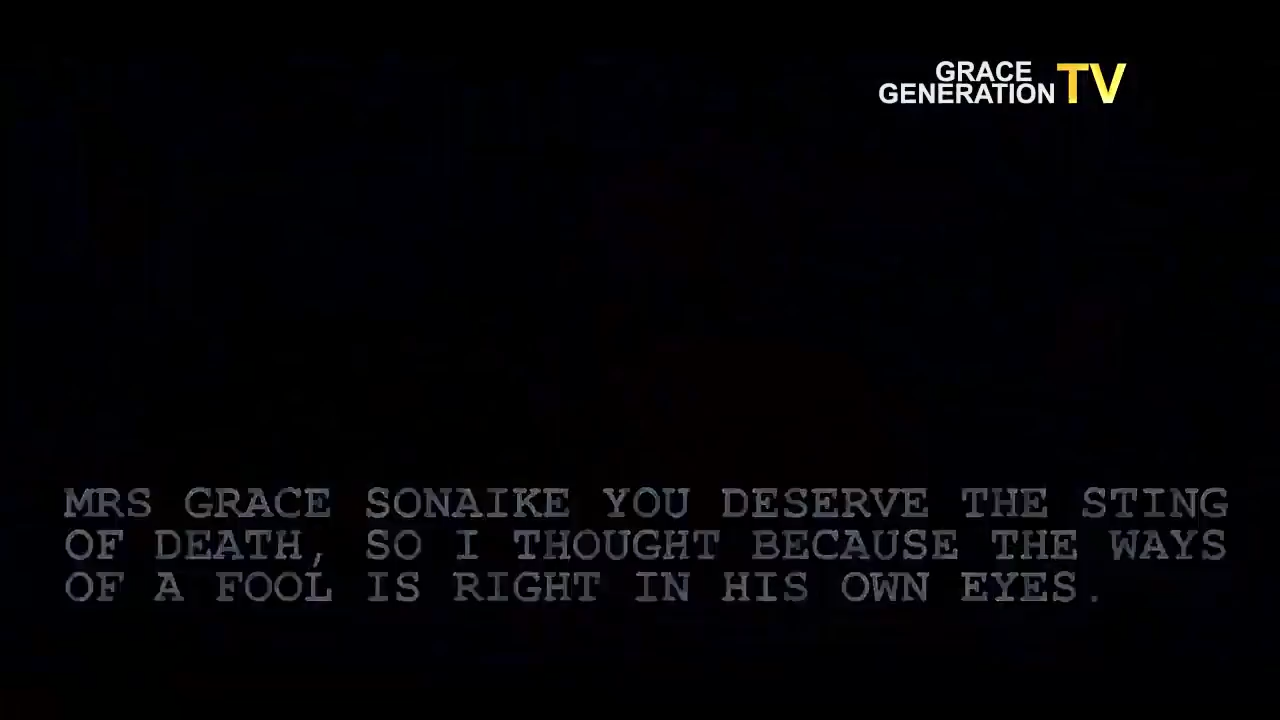 GRACE
GENERATION TV
MRS GRACE SONAIKE YOU DESERVE THE STING
OF DEATH, SO I THOUGHT BECAUSE THE WAYS
OF A FOOL IS RIGHT IN HIS OWN EYES.